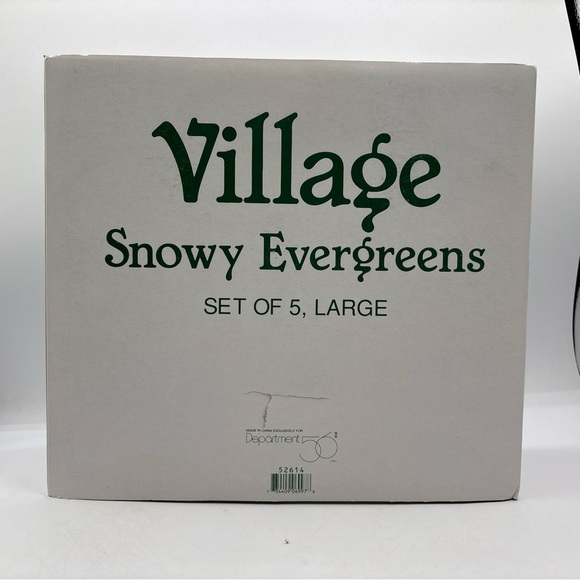 Village
Snowy Evergreens
SET OF 5, LARGE
MADE IN CHINA EXCLUSIVELY FOR
Department 56
52614